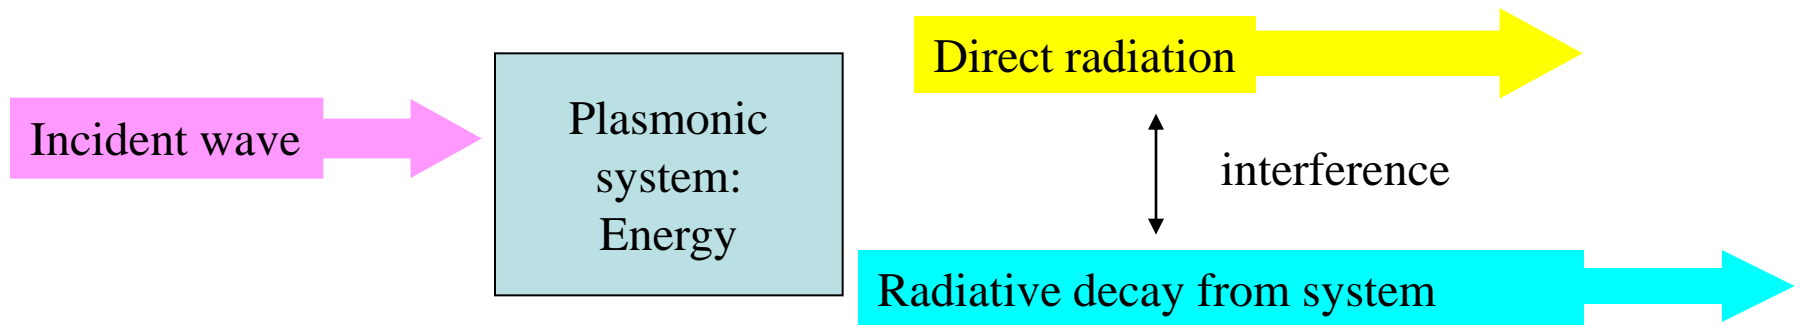 Incident wave
Plasmonic
system:
Energy
Direct radiation
interference
Radiative decay from system